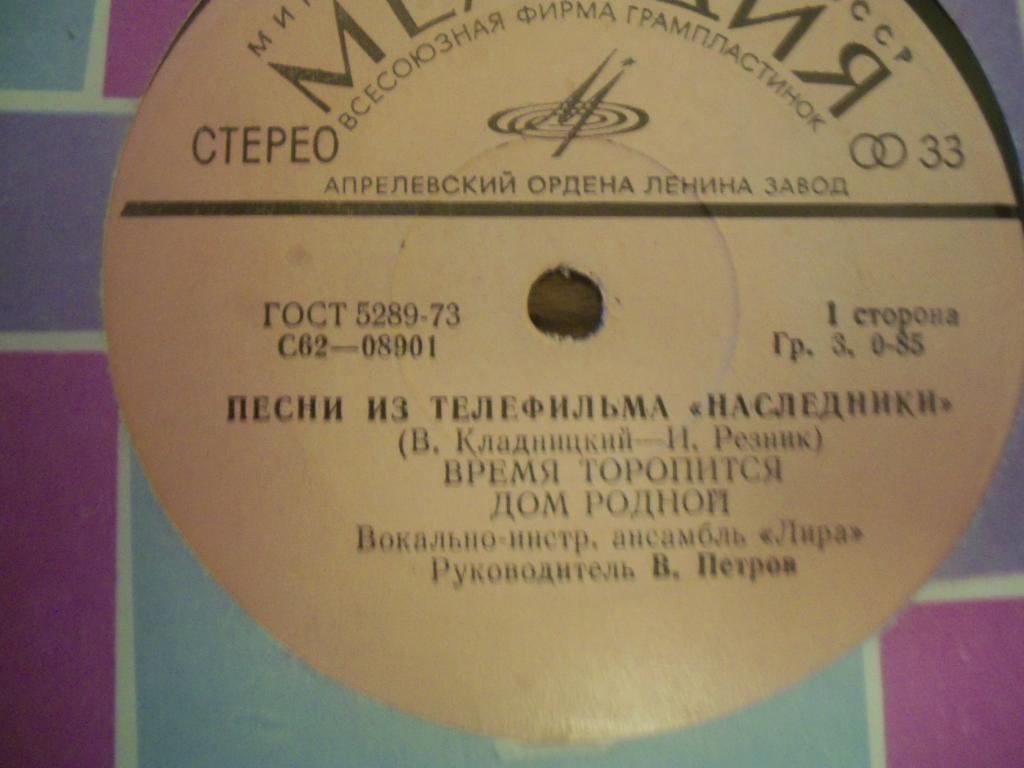 МЕЛОДИЯ
ВСЕСОЮЗНАЯ ФИРМА ГРАМПЛАСТИНОК
СССР
СТЕРЕО
33
АПРЕЛЕВСКИЙ ОРДЕНА ЛЕНИНА ЗАВОД
ГОСТ 5289-73
1 сторона
С62—08901
Гр. 3. 0-85
ПЕСНИ ИЗ ТЕЛЕФИЛЬМА «НАСЛЕДНИКИ»
(В. Кладницкий—И. Резник)
ВРЕМЯ ТОРОПИТСЯ
ДОМ РОДНОЙ
Вокально-инстр. ансамбль «Лира»
Руководитель В. Петров